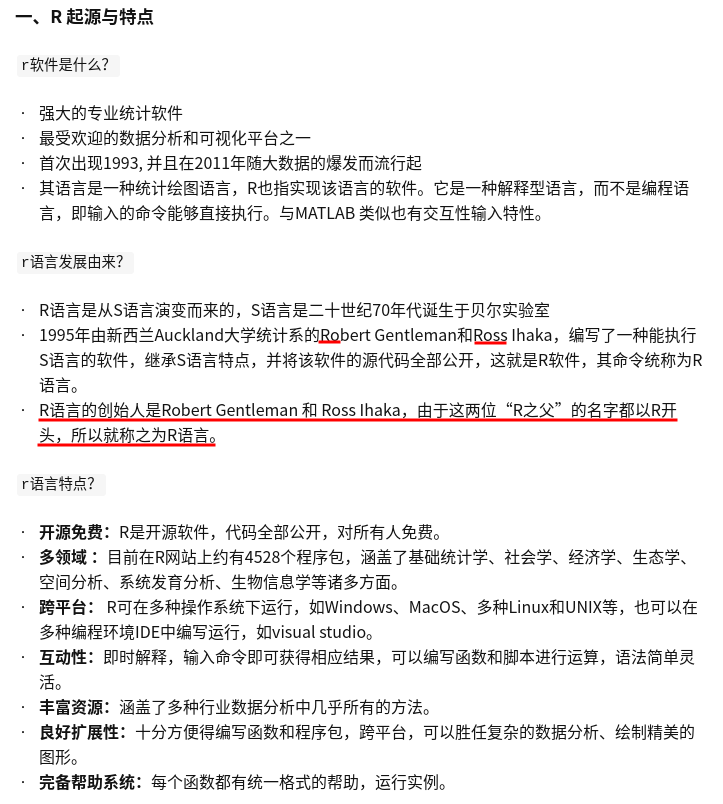 一、R 起源与特点
r软件是什么？
· 强大的专业统计软件
· 最受欢迎的数据分析和可视化平台之一
· 首次出现1993, 并且在2011年随大数据的爆发而流行起
· 其语言是一种统计绘图语言，R也指实现该语言的软件。它是一种解释型语言，而不是编程语
言，即输入的命令能够直接执行。与MATLAB 类似也有交互性输入特性。
r语言发展由来？
· R语言是从S语言演变而来的，S语言是二十世纪70年代诞生于贝尔实验室
· 1995年由新西兰Auckland大学统计系的Robert Gentleman和Ross Ihaka，编写了一种能执行
S语言的软件，继承S语言特点，并将该软件的源代码全部公开，这就是R软件，其命令统称为R
语言。
· R语言的创始人是Robert Gentleman 和 Ross Ihaka，由于这两位“R之父”的名字都以R开
头，所以就称之为R语言。
r语言特点？
· 开源免费：R是开源软件，代码全部公开，对所有人免费。
· 多领域 ：目前在R网站上约有4528个程序包，涵盖了基础统计学、社会学、经济学、生态学、
空间分析、系统发育分析、生物信息学等诸多方面。
· 跨平台： R可在多种操作系统下运行，如Windows、MacOS、多种Linux和UNIX等，也可以在
多种编程环境IDE中编写运行，如visual studio。
· 互动性：即时解释，输入命令即可获得相应结果，可以编写函数和脚本进行运算，语法简单灵
活。
· 丰富资源：涵盖了多种行业数据分析中几乎所有的方法。
· 良好扩展性：十分方便得编写函数和程序包，跨平台，可以胜任复杂的数据分析、绘制精美的
图形。
· 完备帮助系统：每个函数都有统一格式的帮助，运行实例。